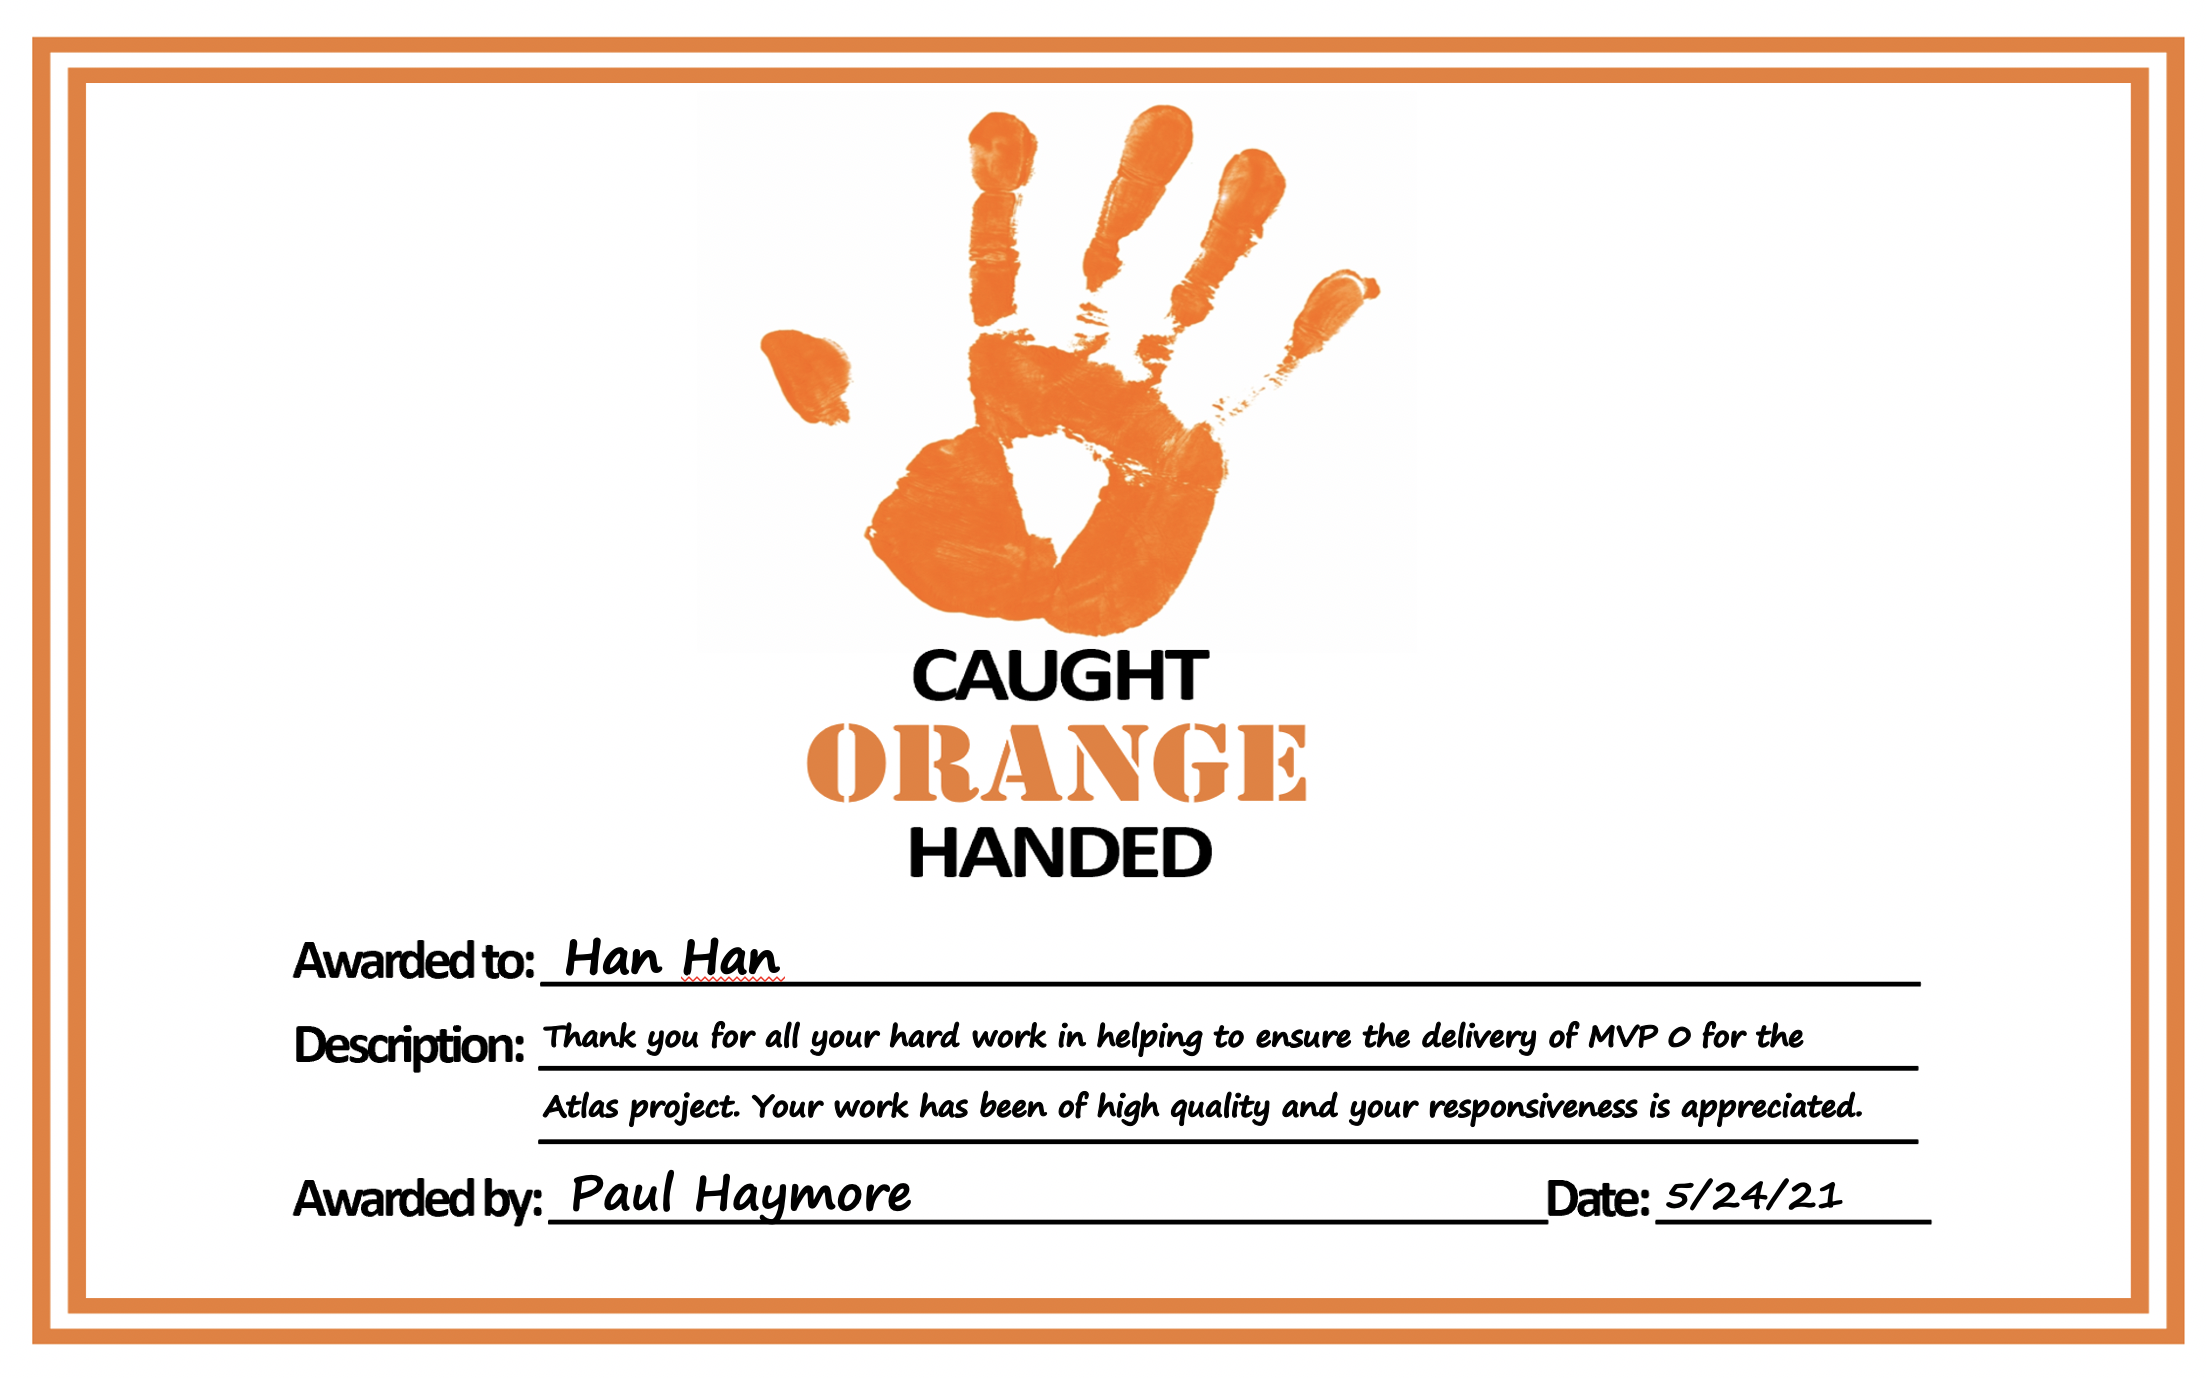 CAUGHT
ORANGE
HANDED
Awarded to: Han Han
Description: Thank you for all your hard work in helping to ensure the delivery of MVP 0 for the
Atlas project. Your work has been of high quality and your responsiveness is appreciated.
Awarded by: Paul Haymore Date: 5/24/21